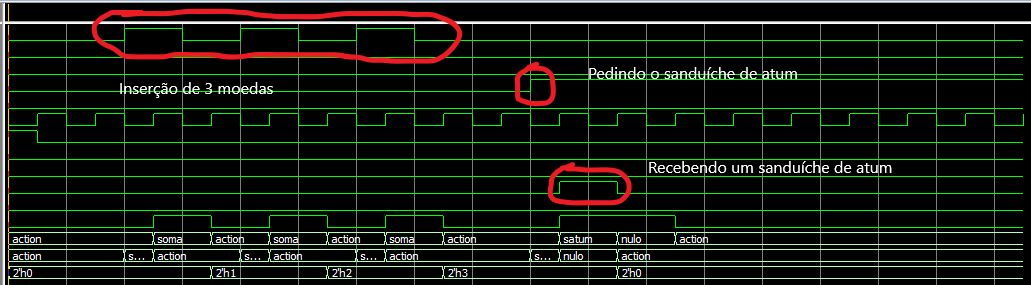 Pedindo o sanduíche de atum
Inserção de 3 moedas
Recebendo um sanduíche de atum
action soma action soma action soma action satum nulo action
action s... action s... action s... action s... nulo action
2'h0 2'h1 2'h2 2'h3 2'h0